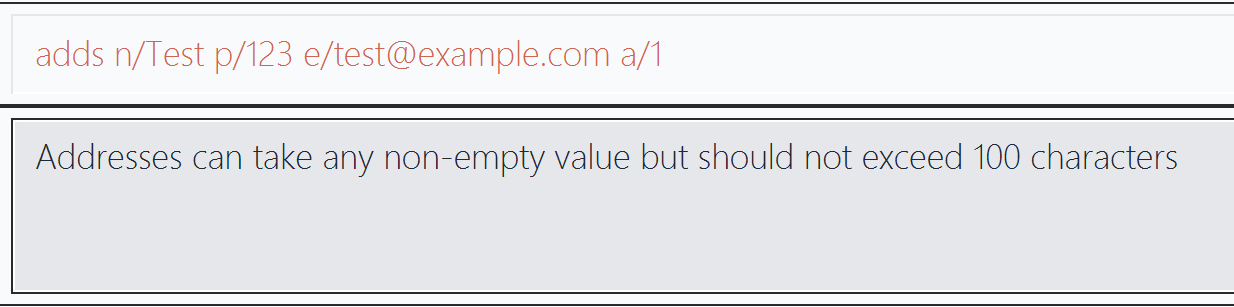 adds n/Test p/123 e/test@example.com a/1
Addresses can take any non-empty value but should not exceed 100 characters